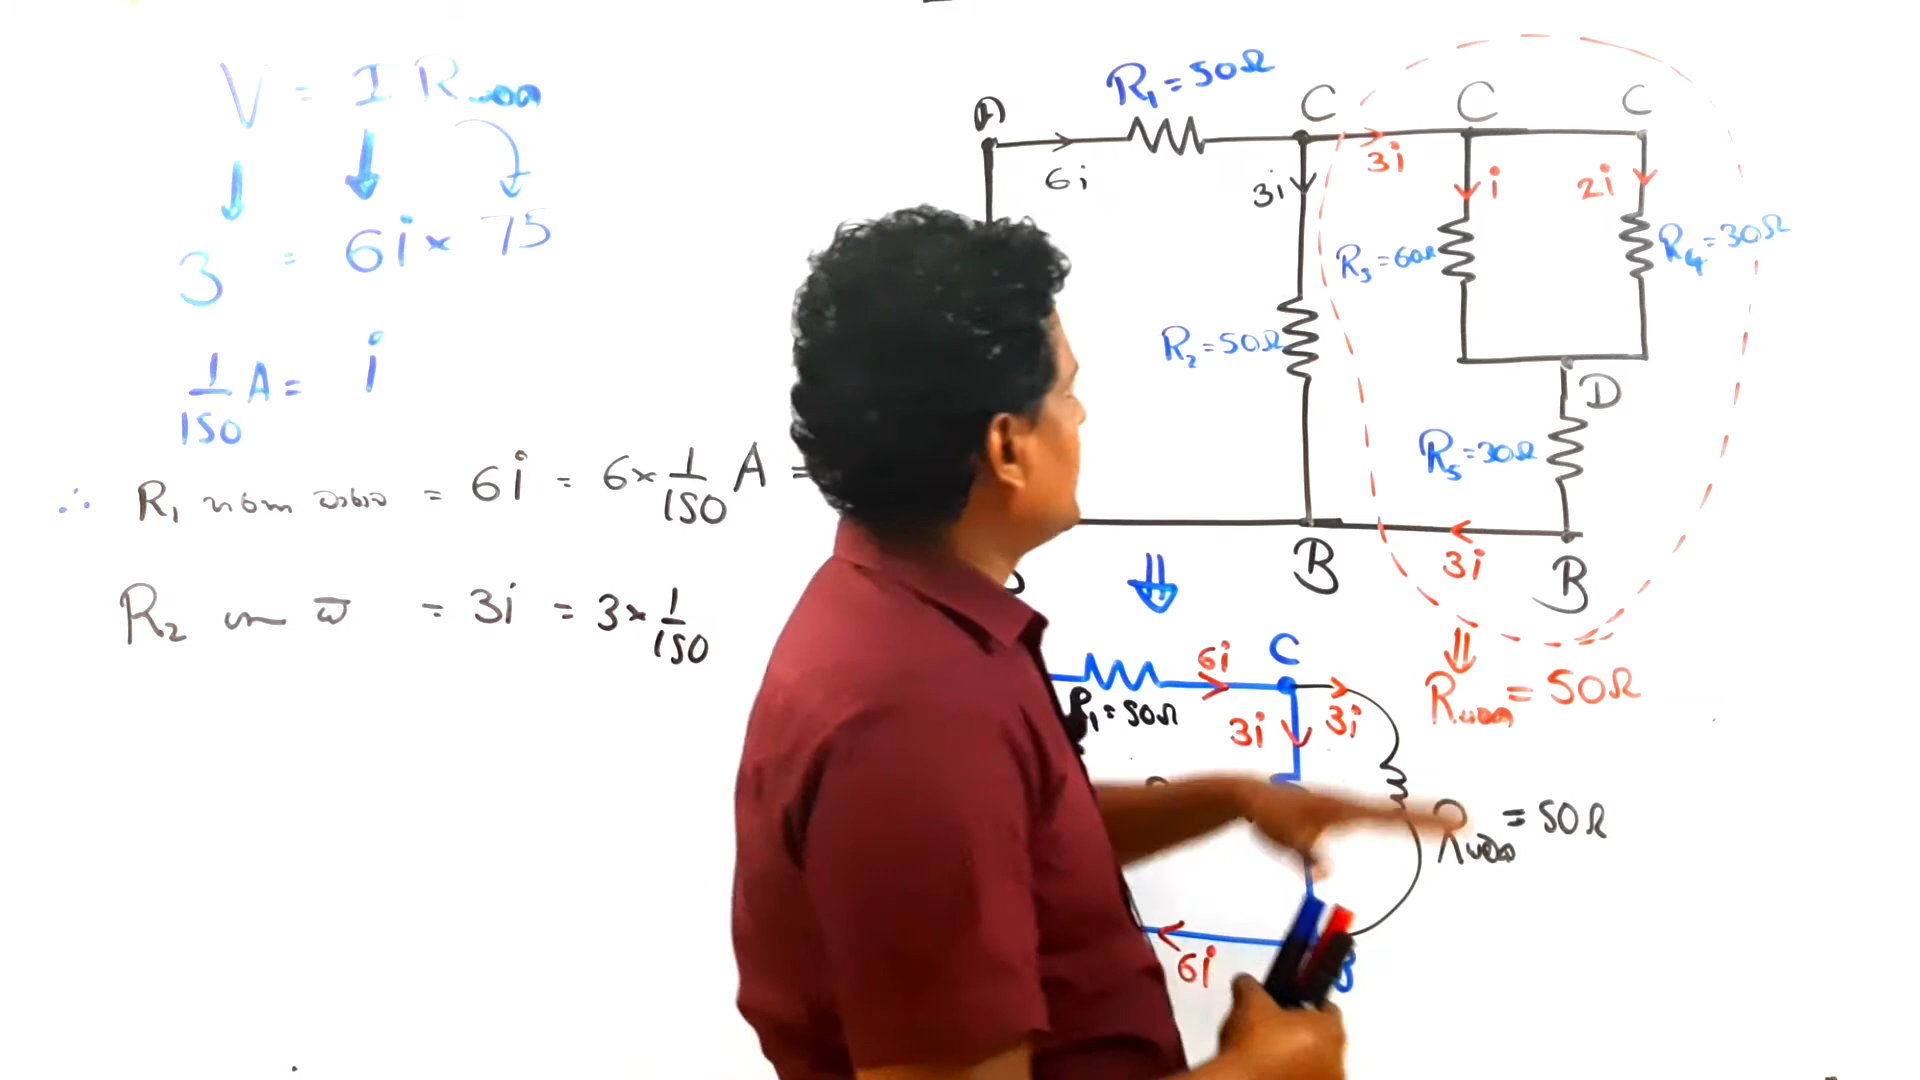 V = I R
3 = 6i × 75
1/150 A = i
∴ R₁ = 6i = 6 × 1/150 A =
R₂ = 3i = 3 × 1/150
R₁ = 50Ω
A
C
C
C
6i
3i
3i
i
2i
R₃ = 60Ω
R₄ = 30Ω
R₂ = 50Ω
D
R₅ = 30Ω
B
3i
B
⇓
⇓
R = 50Ω
6i
C
R₁ = 50Ω
3i
3i
R = 50Ω
6i
B